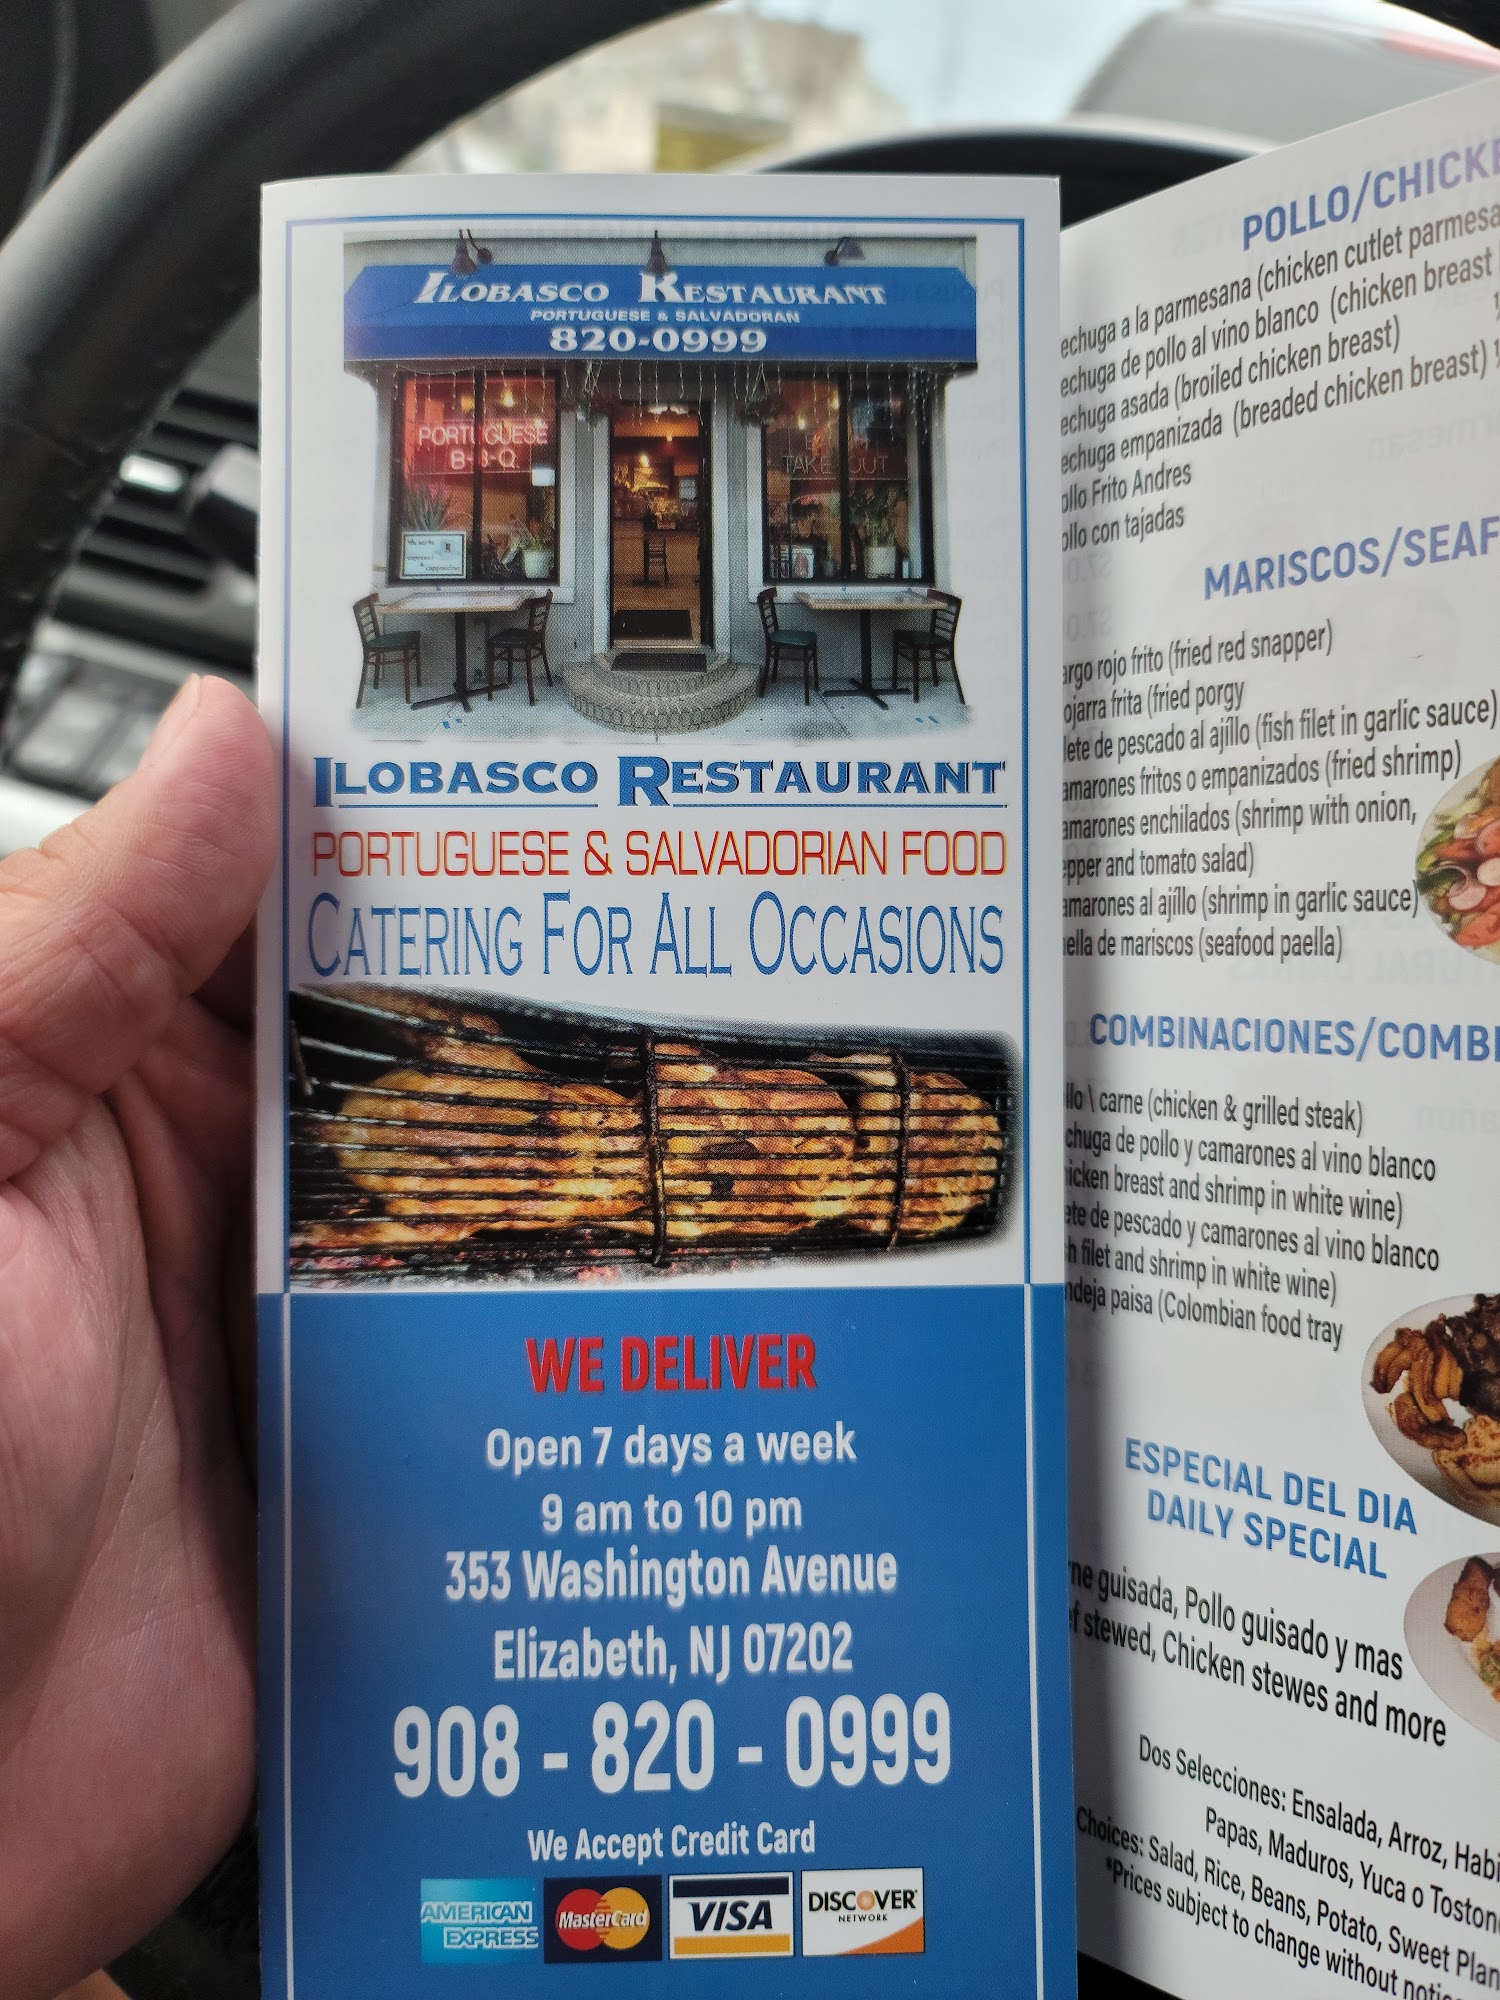 ILOBASCO RESTAURANT
PORTUGUESE & SALVADORAN
820-0999
PORTUGUESE
B-B-Q
TAKE OUT
ILOBASCO RESTAURANT
PORTUGUESE & SALVADORIAN FOOD
CATERING FOR ALL OCCASIONS
WE DELIVER
Open 7 days a week
9 am to 10 pm
353 Washington Avenue
Elizabeth, NJ 07202
908 - 820 - 0999
We Accept Credit Card
AMERICAN EXPRESS
MasterCard
VISA
DISCOVER
NETWORK
POLLO/CHICKE
echuga a la parmesana (chicken cutlet parmesa
echuga de pollo al vino blanco (chicken breast
echuga asada (broiled chicken breast)
echuga empanizada (breaded chicken breast)
ollo Frito Andres
ollo con tajadas
MARISCOS/SEAF
argo rojo frito (fried red snapper)
ojarra frita (fried porgy
lete de pescado al ajíllo (fish filet in garlic sauce)
amarones fritos o empanizados (fried shrimp)
amarones enchilados (shrimp with onion,
epper and tomato salad)
amarones al ajíllo (shrimp in garlic sauce)
ella de mariscos (seafood paella)
COMBINACIONES/COMBI
llo \ carne (chicken & grilled steak)
chuga de pollo y camarones al vino blanco
icken breast and shrimp in white wine)
ete de pescado y camarones al vino blanco
h filet and shrimp in white wine)
ndeja paisa (Colombian food tray
ESPECIAL DEL DIA
DAILY SPECIAL
ne guisada, Pollo guisado y mas
f stewed, Chicken stewes and more
Dos Selecciones: Ensalada, Arroz, Habi
Papas, Maduros, Yuca o Toston
Choices: Salad, Rice, Beans, Potato, Sweet Plan
*Prices subject to change without notic